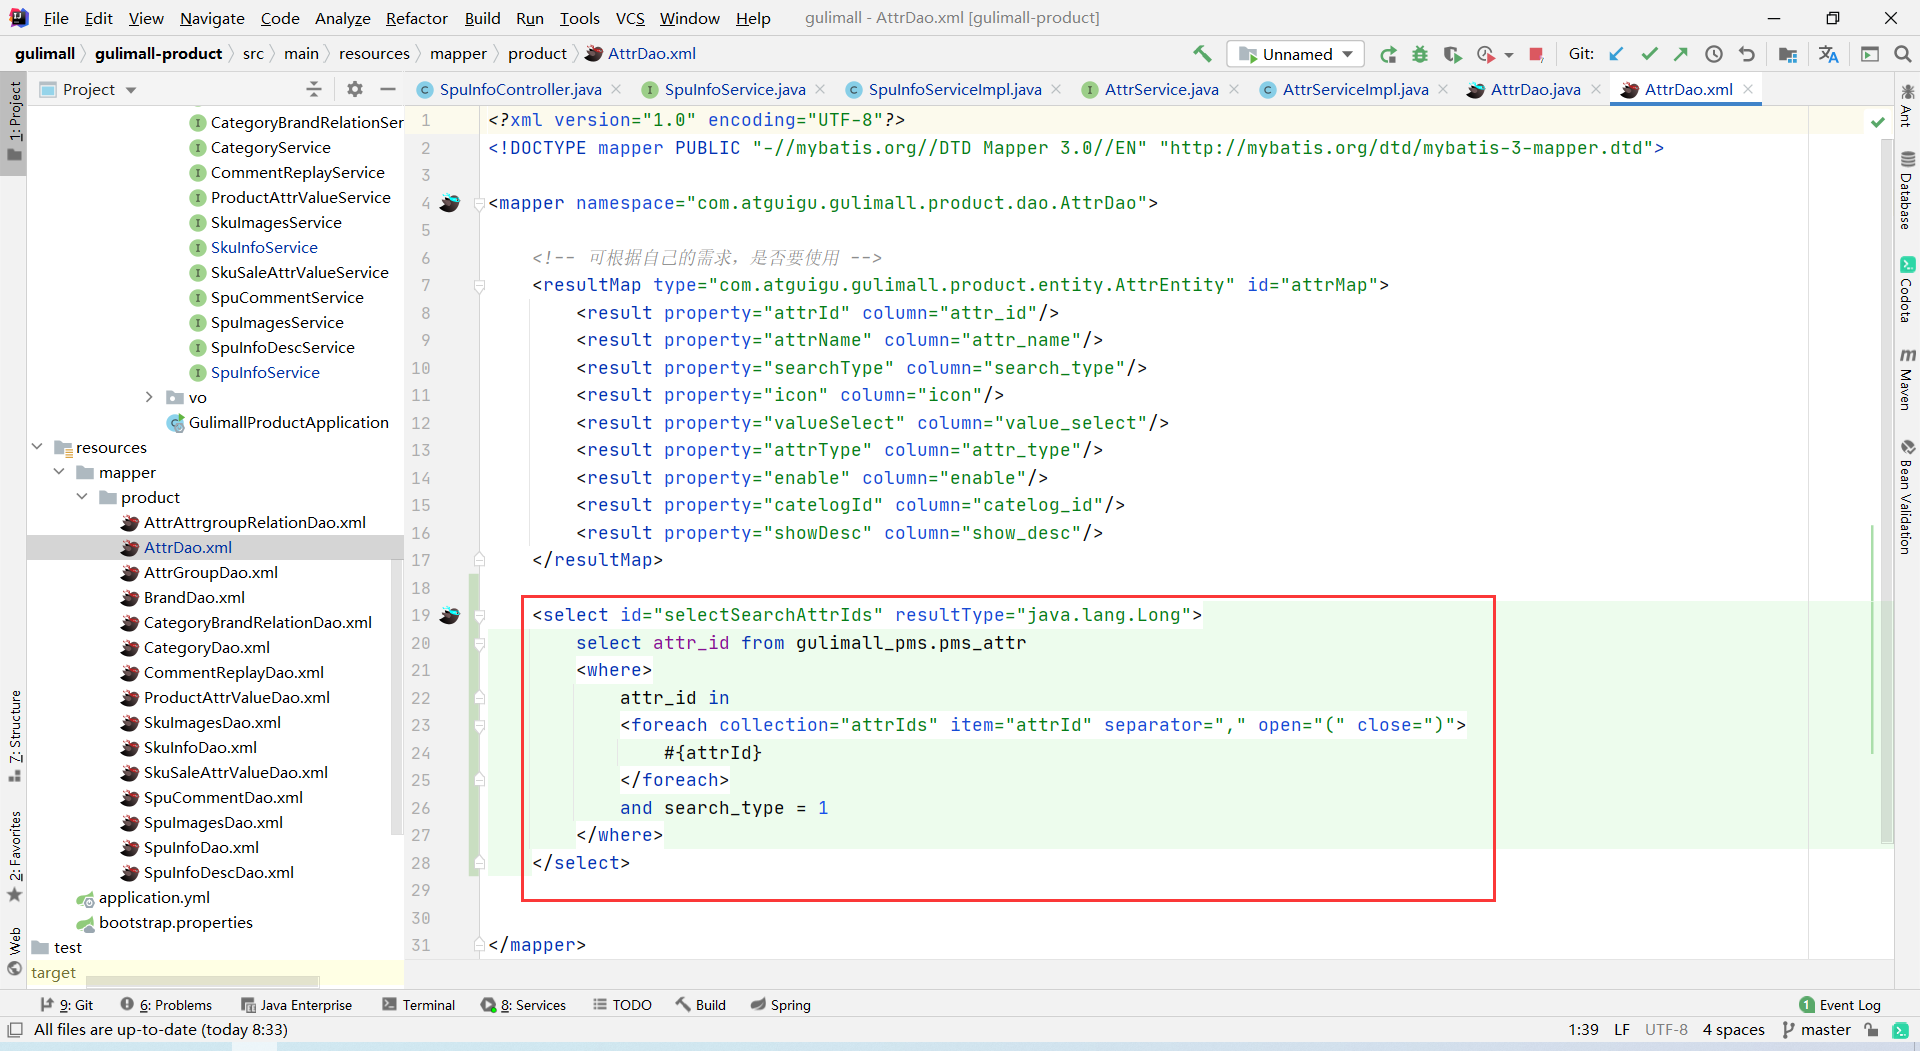 File Edit View Navigate Code Analyze Refactor Build Run Tools VCS Window Help gulimall - AttrDao.xml [gulimall-product]
gulimall gulimall-product src main resources mapper product AttrDao.xml Unnamed Git:
Project
SpuInfoController.java SpuInfoService.java SpuInfoServiceImpl.java AttrService.java AttrServiceImpl.java AttrDao.java AttrDao.xml
1: Project
7: Structure
2: Favorites
Web
CategoryBrandRelationSer
CategoryService
CommentReplayService
ProductAttrValueService
SkuImagesService
SkuInfoService
SkuSaleAttrValueService
SpuCommentService
SpuImagesService
SpuInfoDescService
SpuInfoService
vo
GulimallProductApplication
resources
mapper
product
AttrAttrgroupRelationDao.xml
AttrDao.xml
AttrGroupDao.xml
BrandDao.xml
CategoryBrandRelationDao.xml
CategoryDao.xml
CommentReplayDao.xml
ProductAttrValueDao.xml
SkuImagesDao.xml
SkuInfoDao.xml
SkuSaleAttrValueDao.xml
SpuCommentDao.xml
SpuImagesDao.xml
SpuInfoDao.xml
SpuInfoDescDao.xml
application.yml
bootstrap.properties
test
target
1 <?xml version="1.0" encoding="UTF-8"?>
2 <!DOCTYPE mapper PUBLIC "-//mybatis.org//DTD Mapper 3.0//EN" "http://mybatis.org/dtd/mybatis-3-mapper.dtd">
3
4 <mapper namespace="com.atguigu.gulimall.product.dao.AttrDao">
5
6 <!-- 可根据自己的需求，是否要使用 -->
7 <resultMap type="com.atguigu.gulimall.product.entity.AttrEntity" id="attrMap">
8 <result property="attrId" column="attr_id"/>
9 <result property="attrName" column="attr_name"/>
10 <result property="searchType" column="search_type"/>
11 <result property="icon" column="icon"/>
12 <result property="valueSelect" column="value_select"/>
13 <result property="attrType" column="attr_type"/>
14 <result property="enable" column="enable"/>
15 <result property="catelogId" column="catelog_id"/>
16 <result property="showDesc" column="show_desc"/>
17 </resultMap>
18
19 <select id="selectSearchAttrIds" resultType="java.lang.Long">
20 select attr_id from gulimall_pms.pms_attr
21 <where>
22 attr_id in
23 <foreach collection="attrIds" item="attrId" separator="," open="(" close=")">
24 #{attrId}
25 </foreach>
26 and search_type = 1
27 </where>
28 </select>
29
30
31 </mapper>
Ant
Database
Codota
Maven
Bean Validation
9: Git 6: Problems Java Enterprise Terminal 8: Services TODO Build Spring 1 Event Log
All files are up-to-date (today 8:33) 1:39 LF UTF-8 4 spaces master